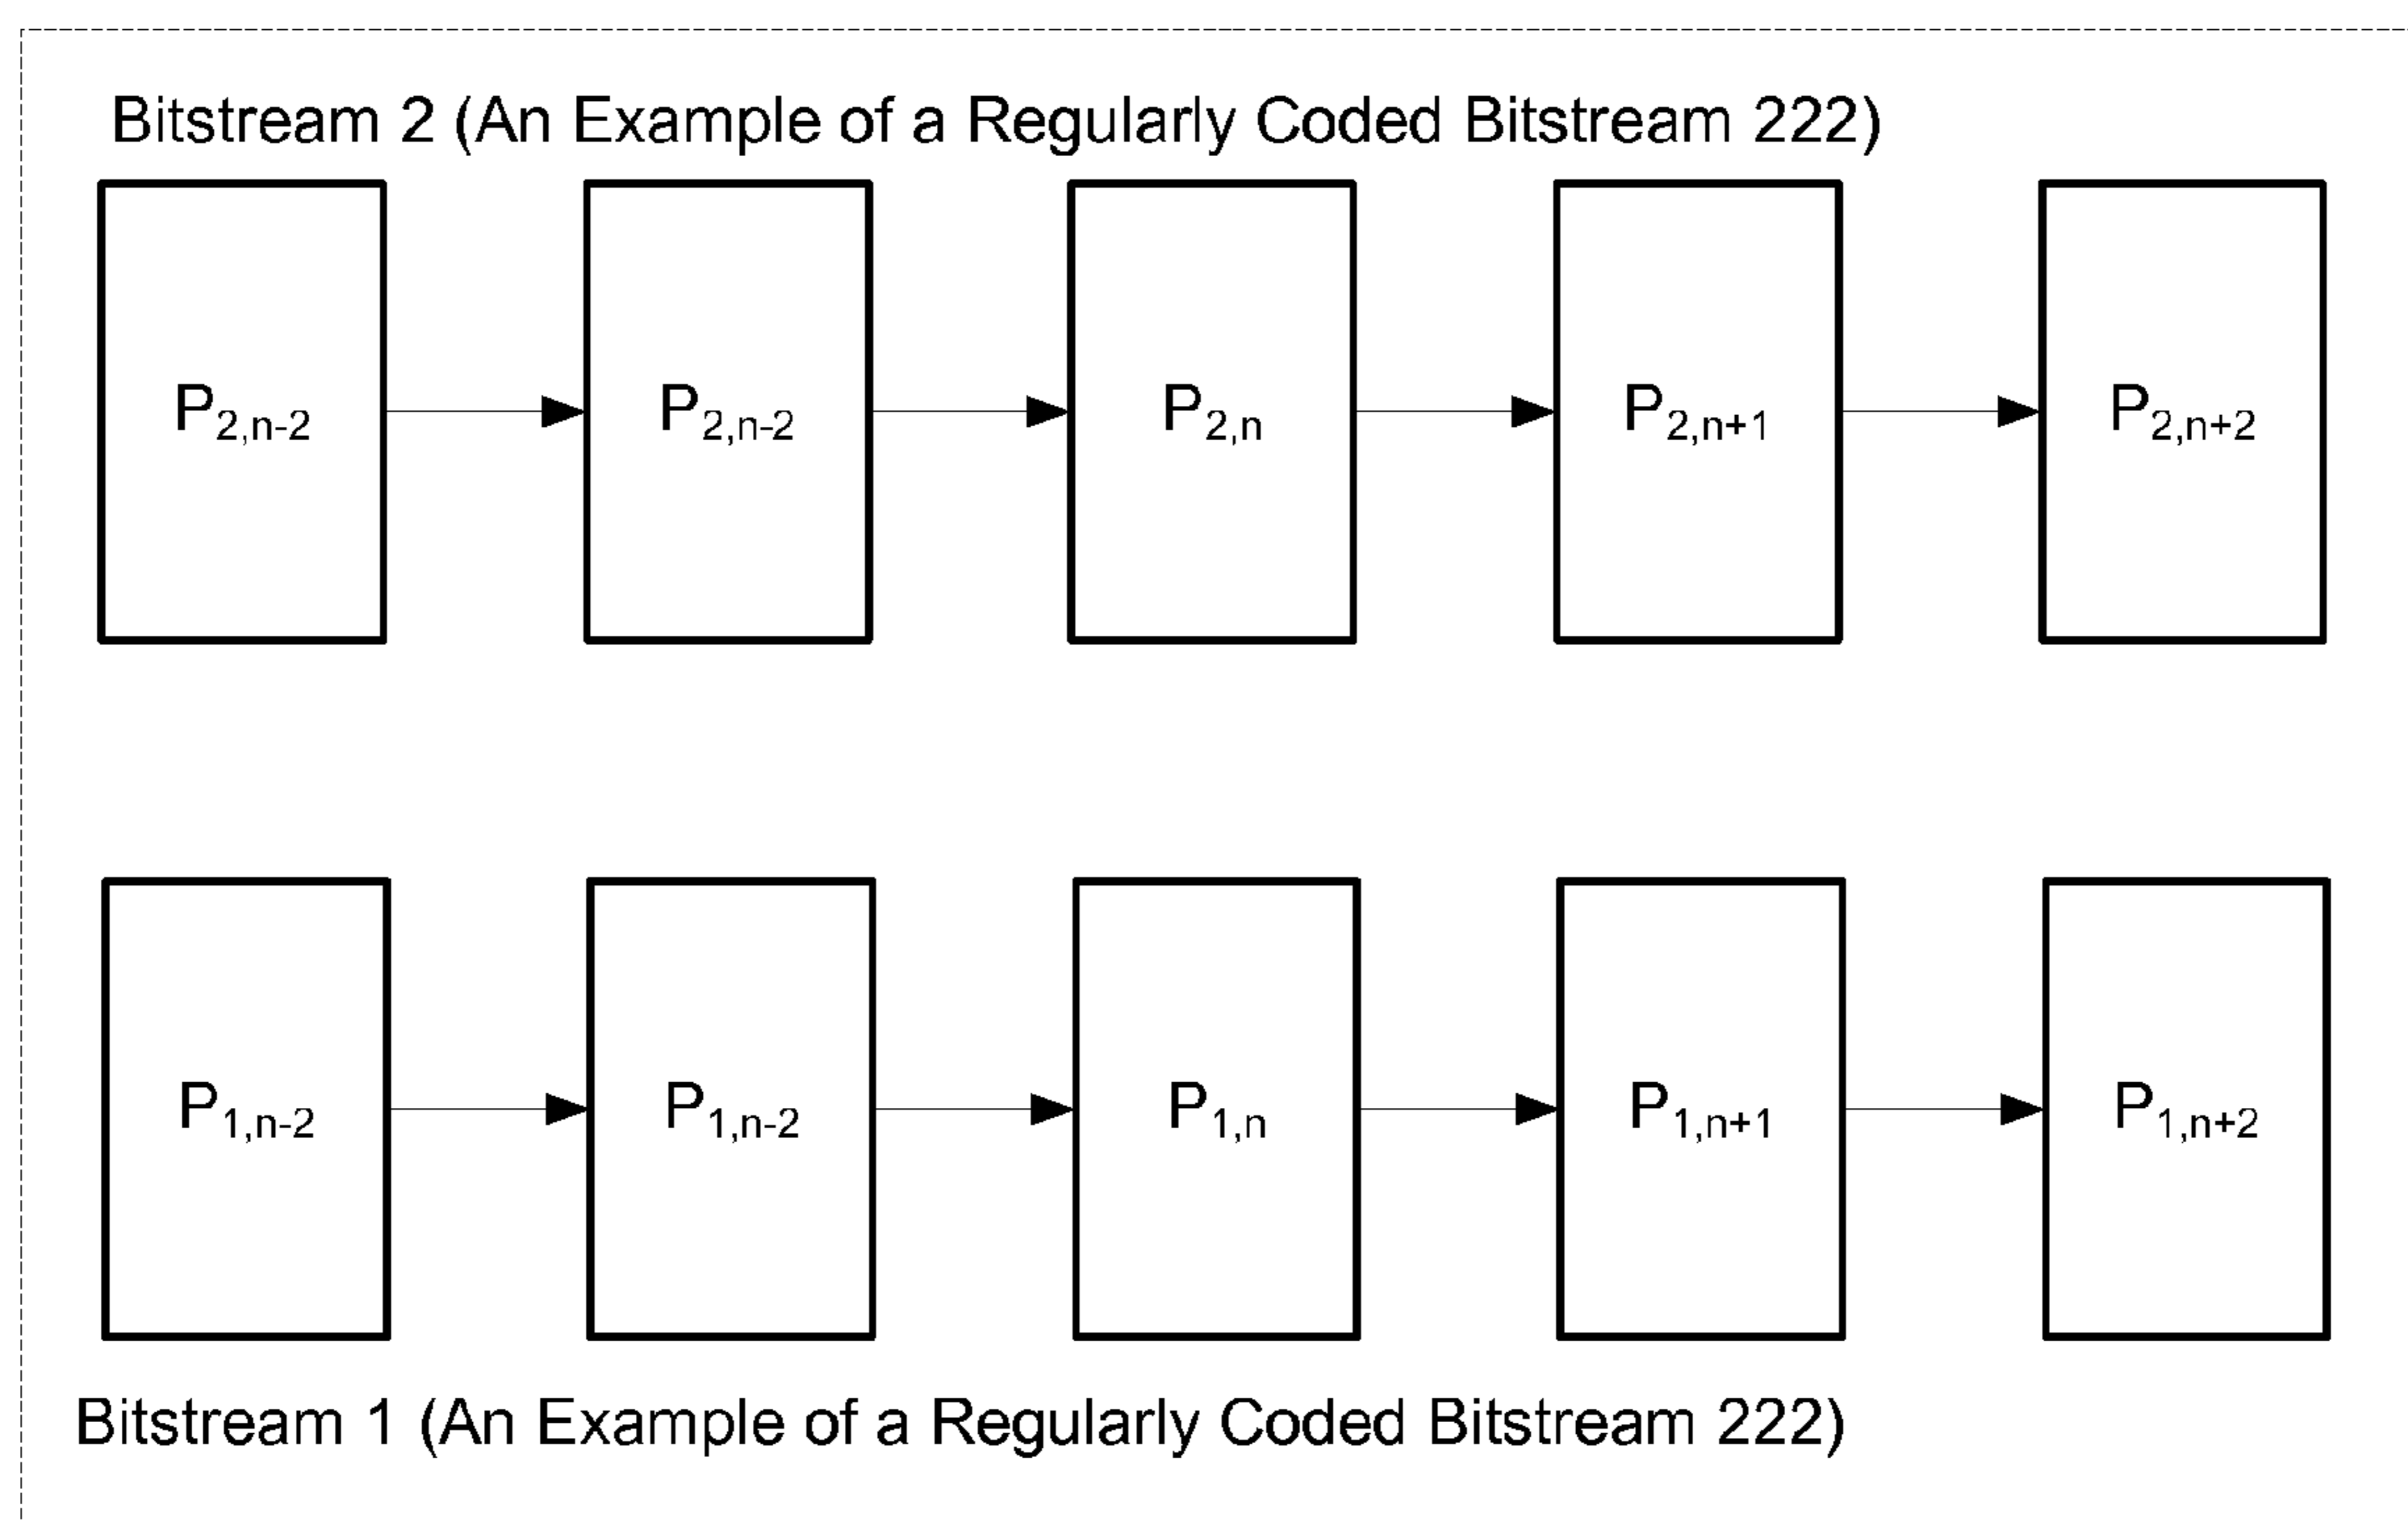 Bitstream 2 (An Example of a Regularly Coded Bitstream 222)
P2,n-2 P2,n-2 P2,n P2,n+1 P2,n+2
P1,n-2 P1,n-2 P1,n P1,n+1 P1,n+2
Bitstream 1 (An Example of a Regularly Coded Bitstream 222)